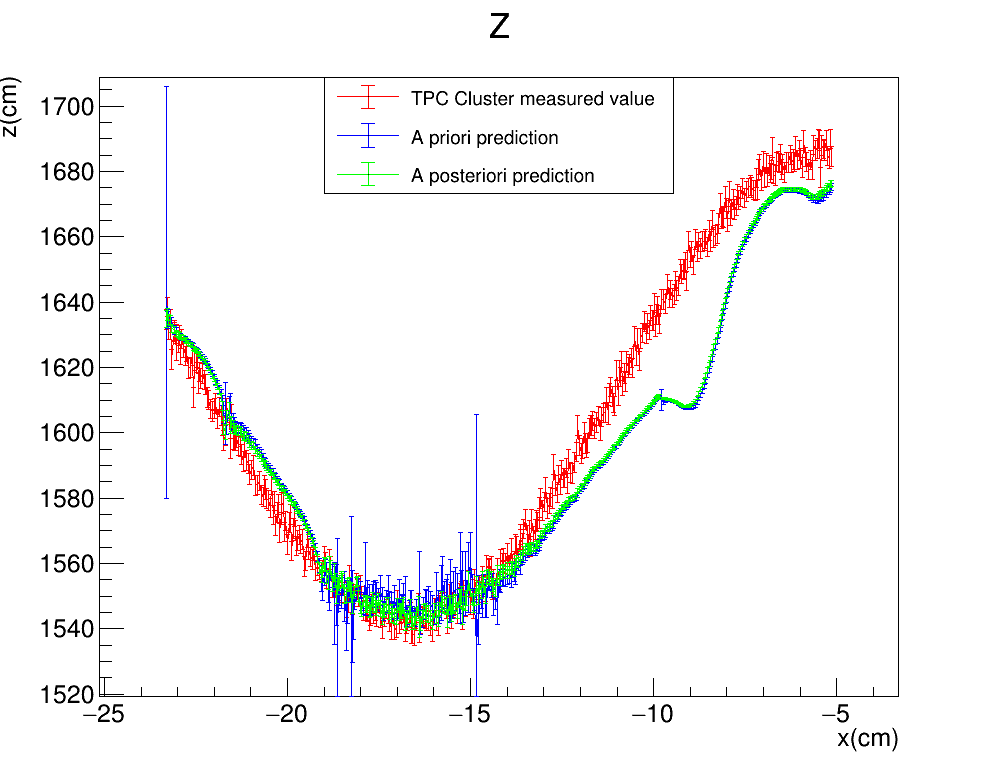 Z
z(cm)
TPC Cluster measured value
A priori prediction
A posteriori prediction
1700
1680
1660
1640
1620
1600
1580
1560
1540
1520
−25 −20 −15 −10 −5
x(cm)